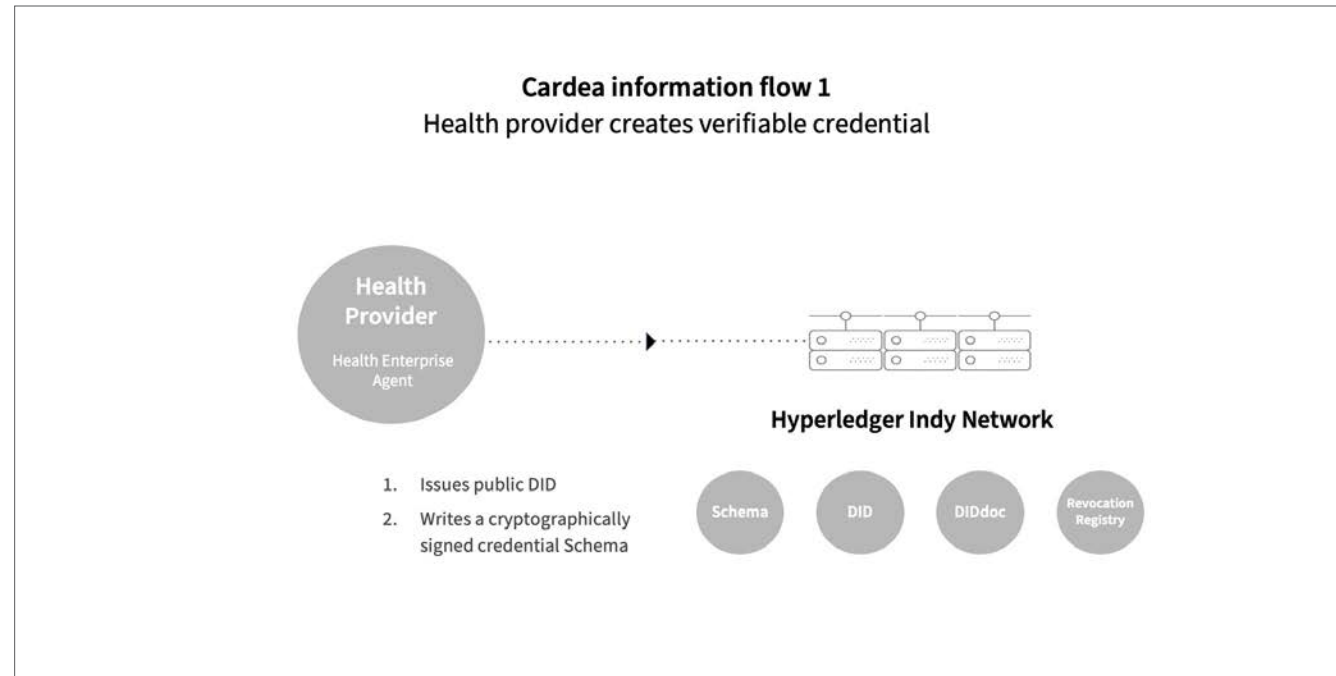 Cardea information flow 1
Health provider creates verifiable credential
Health
Provider
Health Enterprise
Agent
Hyperledger Indy Network
1. Issues public DID
2. Writes a cryptographically
signed credential Schema
Schema
DID
DIDdoc
Revocation
Registry